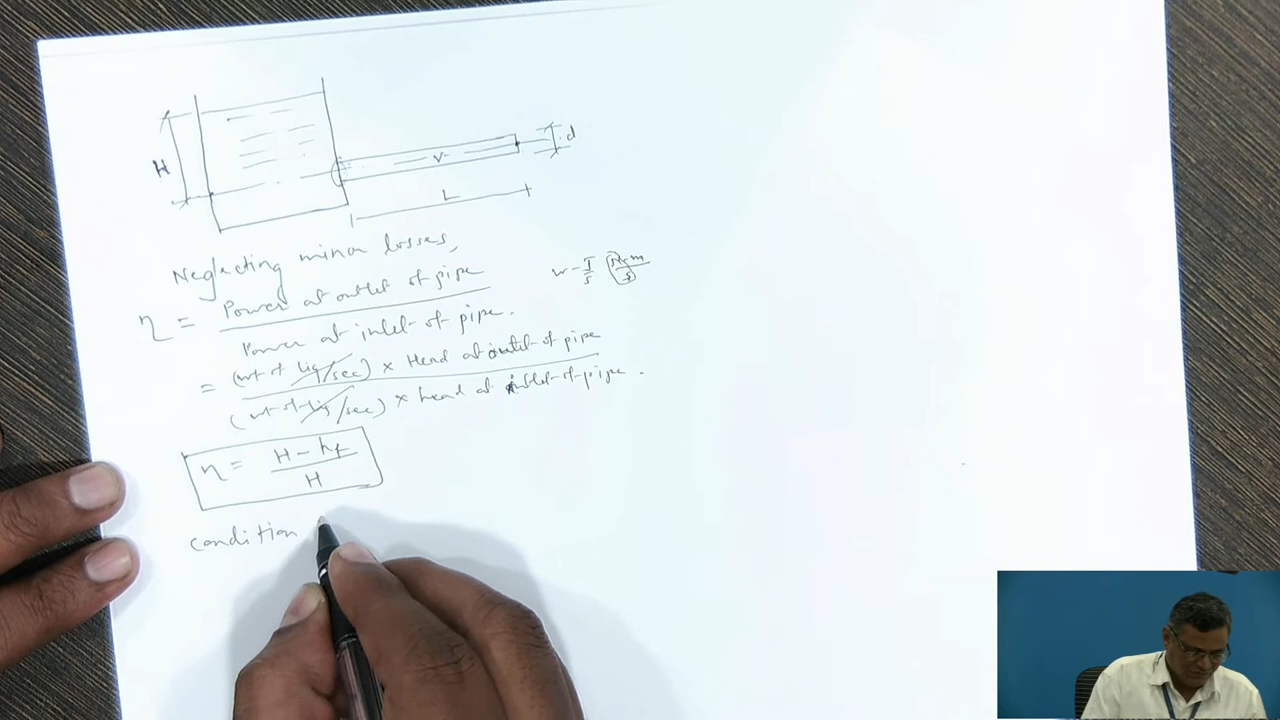 H
V
d
L
Neglecting minor losses,
η = Power at outlet of pipe
Power at inlet of pipe.
w = J/s (N-m/s)
= (wt of liq/sec) × Head at outlet of pipe
(wt of liq/sec) × head at inlet of pipe.
η = H - hf
H
condition